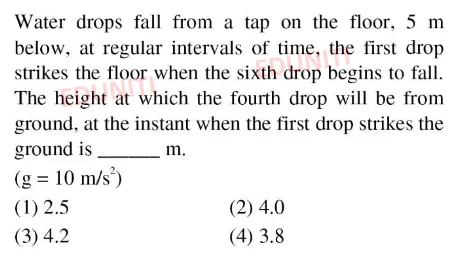 Water drops fall from a tap on the floor, 5 m
below, at regular intervals of time, the first drop
strikes the floor when the sixth drop begins to fall.
The height at which the fourth drop will be from
ground, at the instant when the first drop strikes the
ground is ______ m.
(g = 10 m/s²)
(1) 2.5 (2) 4.0
(3) 4.2 (4) 3.8
EDUNITI
EDUNITI